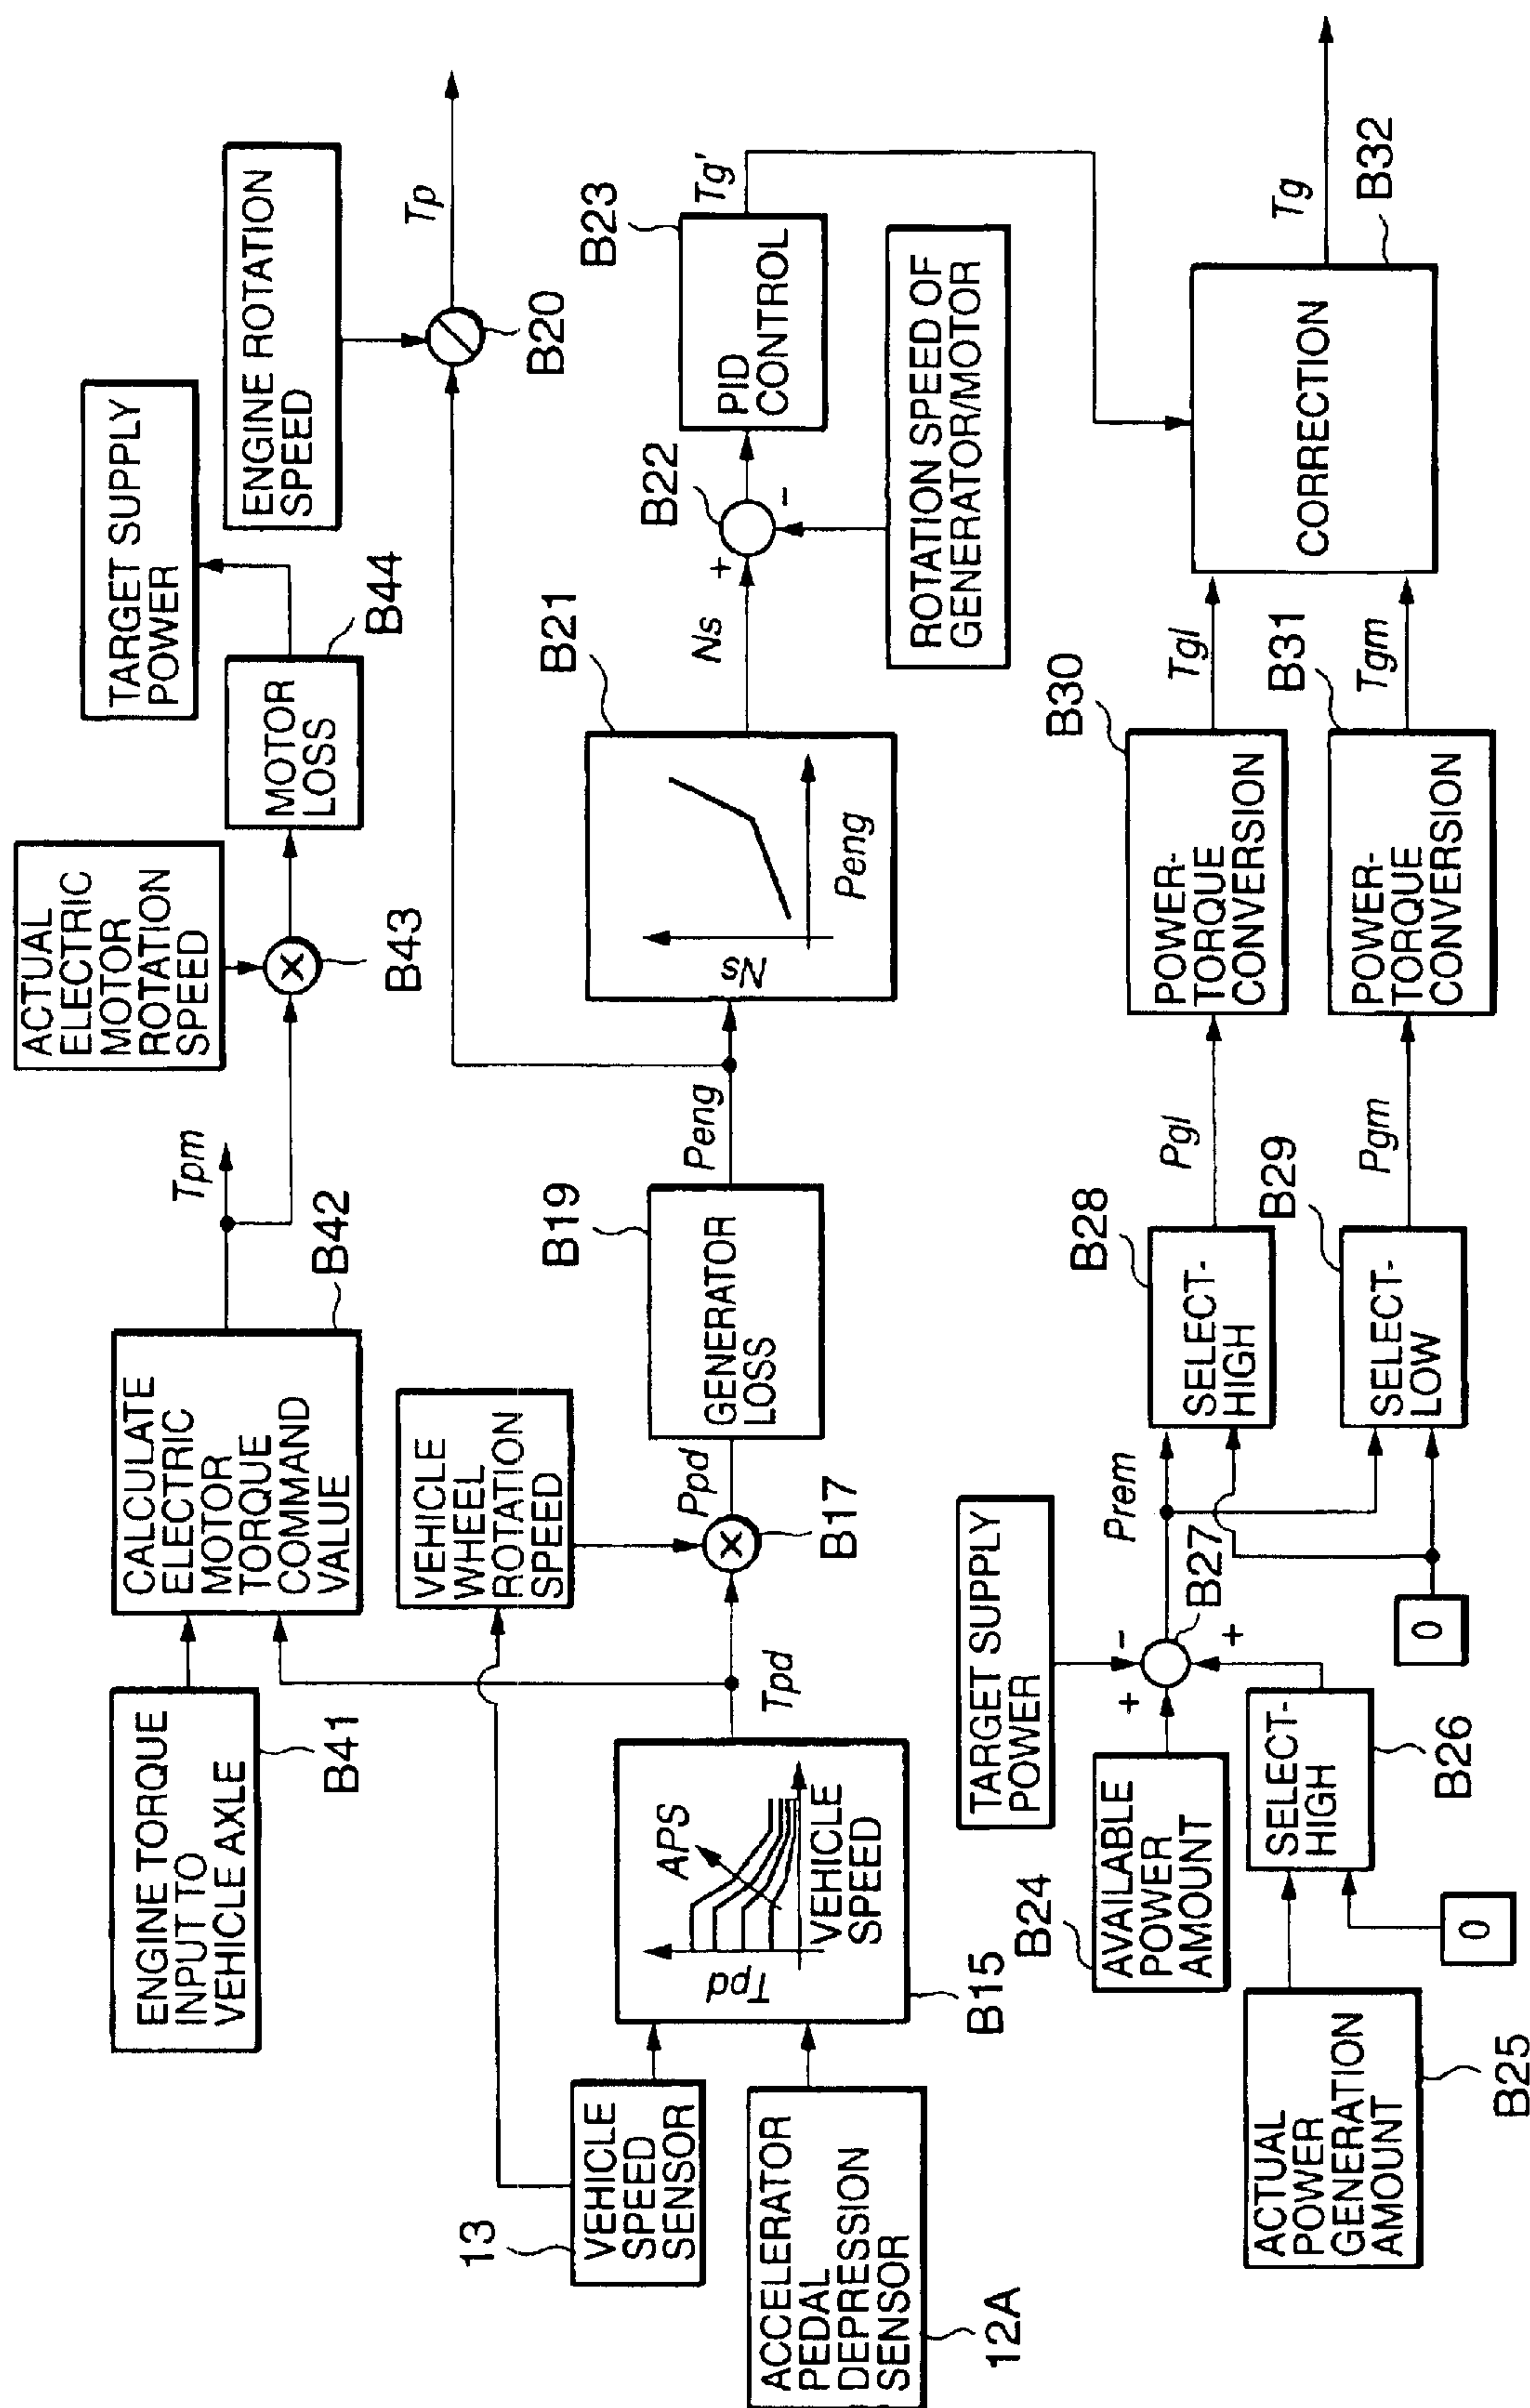 ENGINE TORQUE
INPUT TO
VEHICLE AXLE
B41
CALCULATE
ELECTRIC
MOTOR
TORQUE
COMMAND
VALUE
B42
Tpm
ACTUAL
ELECTRIC
MOTOR
ROTATION
SPEED
×
B43
MOTOR
LOSS
B44
TARGET SUPPLY
POWER
ENGINE ROTATION
SPEED
Tp
B20
13
VEHICLE
SPEED
SENSOR
ACCELERATOR
PEDAL
DEPRESSION
SENSOR
12A
Tpd
APS
VEHICLE
SPEED
B15
Tpd
VEHICLE
WHEEL
ROTATION
SPEED
×
Ppd
B17
B19
GENERATOR
LOSS
Peng
B21
Ns
Peng
Ns
+
-
B22
B23
PID
CONTROL
Tg'
ROTATION SPEED OF
GENERATOR/MOTOR
B24
AVAILABLE
POWER
AMOUNT
TARGET SUPPLY
POWER
ACTUAL
POWER
GENERATION
AMOUNT
B25
0
SELECT-
HIGH
B26
+
-
+
B27
Prem
0
B28
SELECT-
HIGH
B29
SELECT-
LOW
Pgl
Pgm
B30
POWER-
TORQUE
CONVERSION
B31
POWER-
TORQUE
CONVERSION
Tgl
Tgm
CORRECTION
B32
Tg